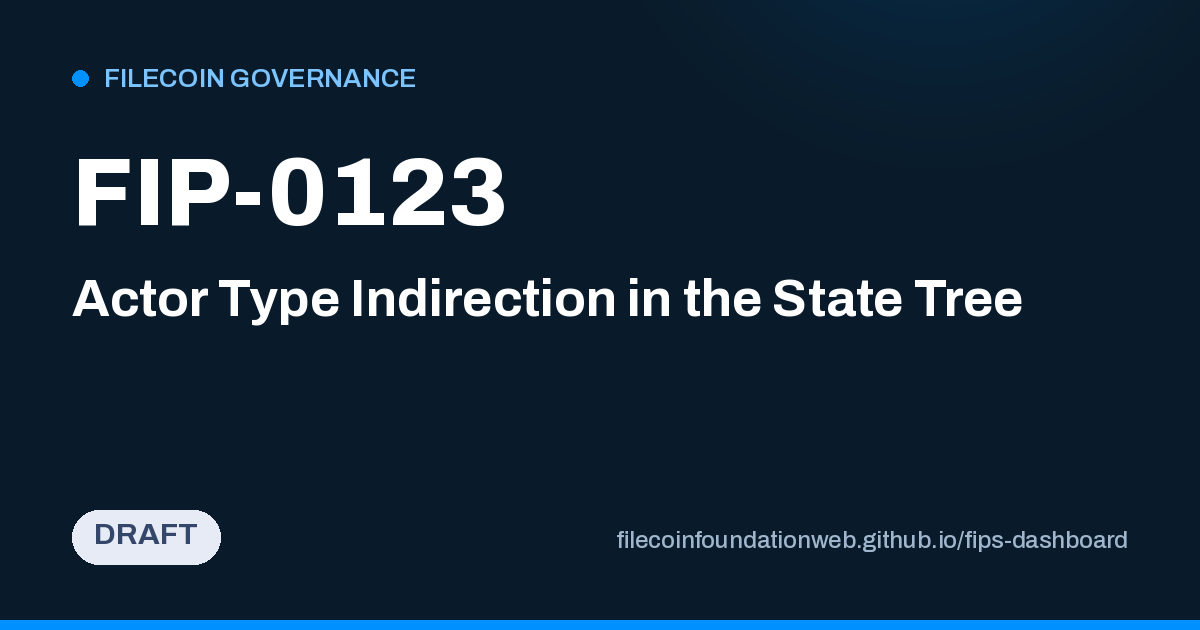 FILECOIN GOVERNANCE
FIP-0123
Actor Type Indirection in the State Tree
DRAFT
filecoinfoundationweb.github.io/fips-dashboard